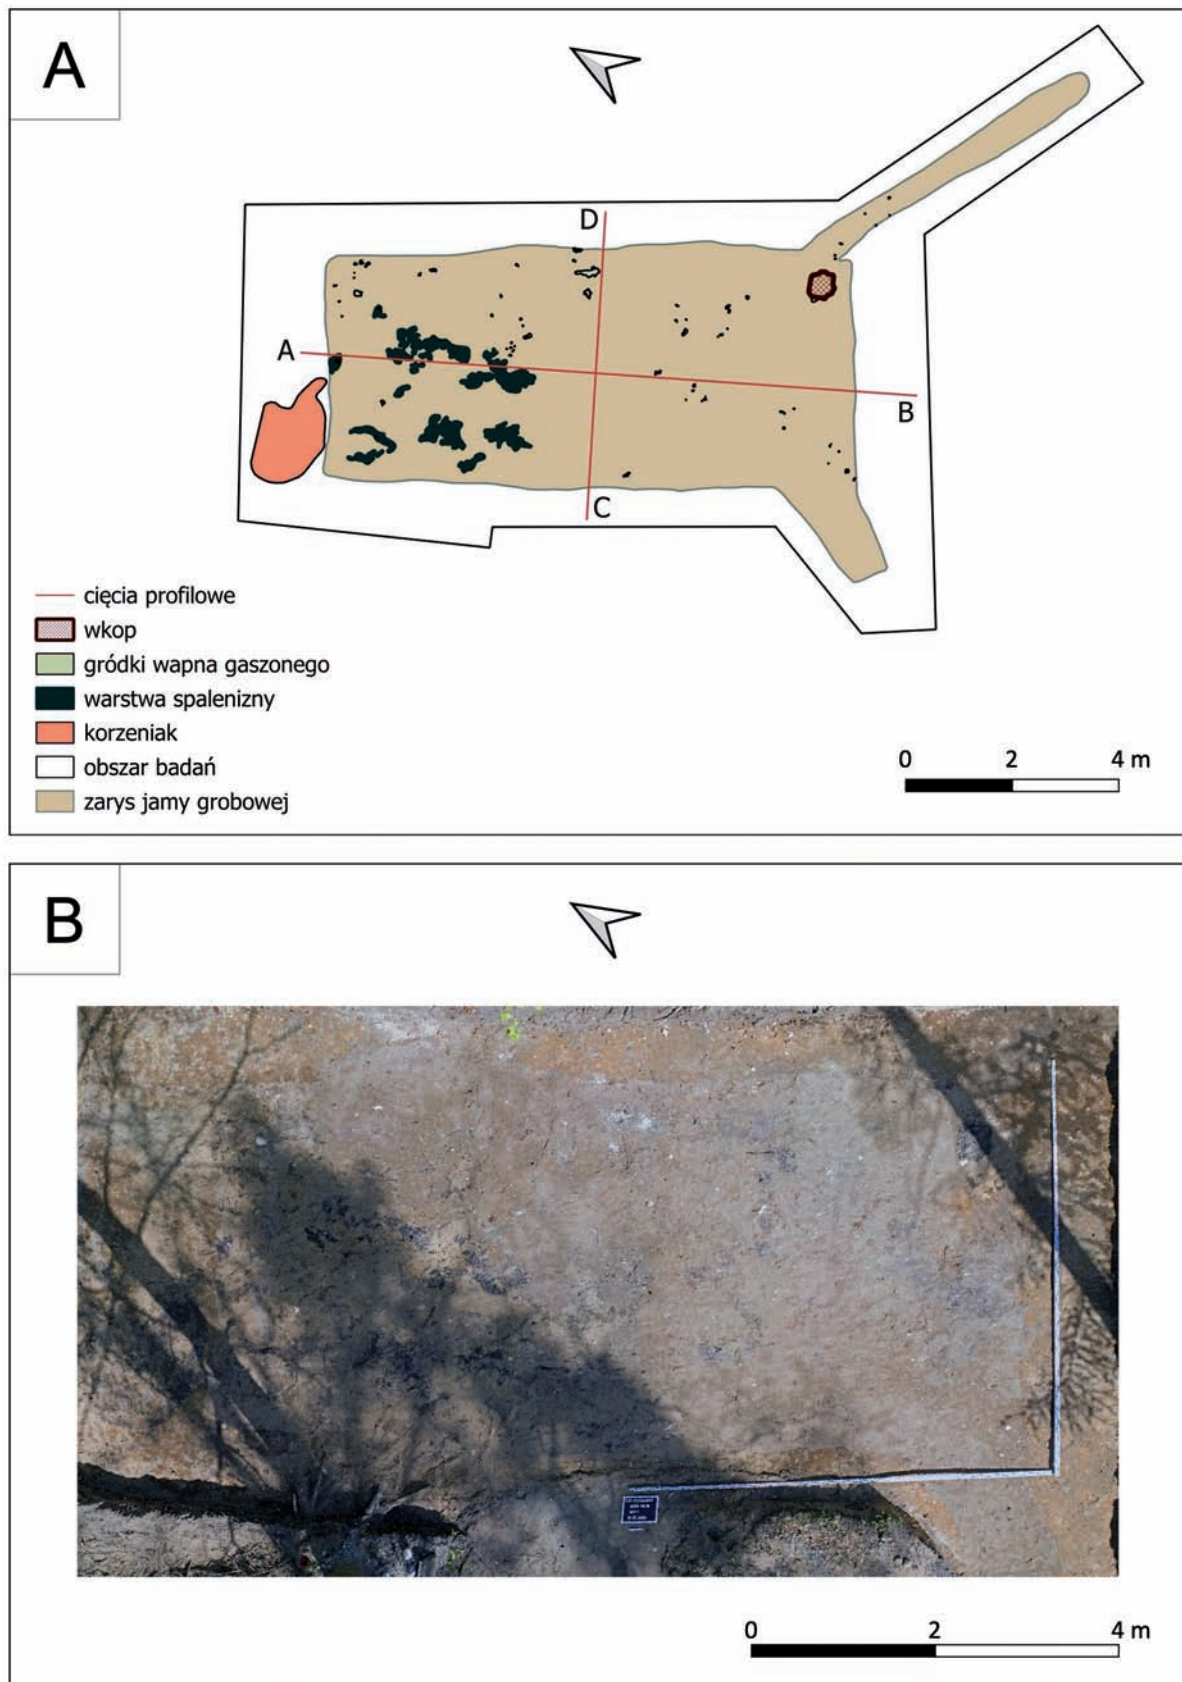 A
D
A
B
C
cięcia profilowe
wkop
gródki wapna gaszonego
warstwa spalenizny
korzeniak
obszar badań
zarys jamy grobowej
0 2 4 m
B
0 2 4 m